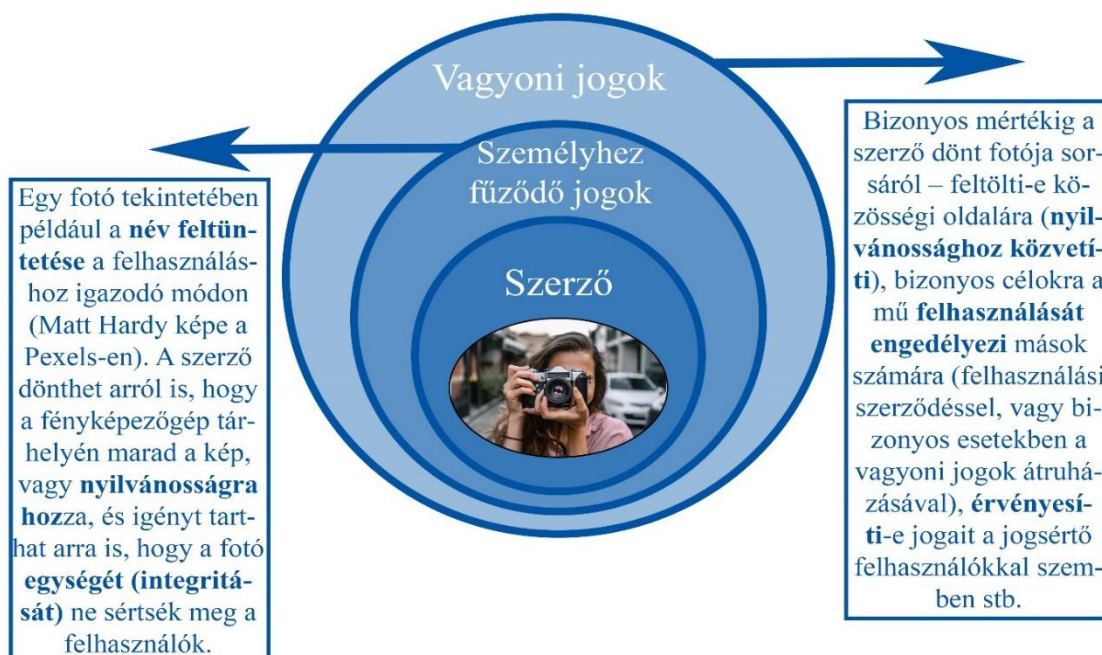 Vagyoni jogok
Személyhez
fűződő jogok
Szerző
Egy fotó tekintetében
például a név feltün-
tetése a felhasználás-
hoz igazodó módon
(Matt Hardy képe a
Pexels-en). A szerző
dönthet arról is, hogy
a fényképezőgép tár-
helyén marad a kép,
vagy nyilvánosságra
hozza, és igényt tart-
hat arra is, hogy a fotó
egységét (integritá-
sát) ne sértsék meg a
felhasználók.
Bizonyos mértékig a
szerző dönt fotója sor-
sáról – feltölti-e kö-
zösségi oldalára (nyil-
vánossághoz közvetí-
ti), bizonyos célokra a
mű felhasználását
engedélyezi mások
számára (felhasználási
szerződéssel, vagy bi-
zonyos esetekben a
vagyoni jogok átruhá-
zásával), érvényesí-
ti-e jogait a jogsértő
felhasználókkal szem-
ben stb.